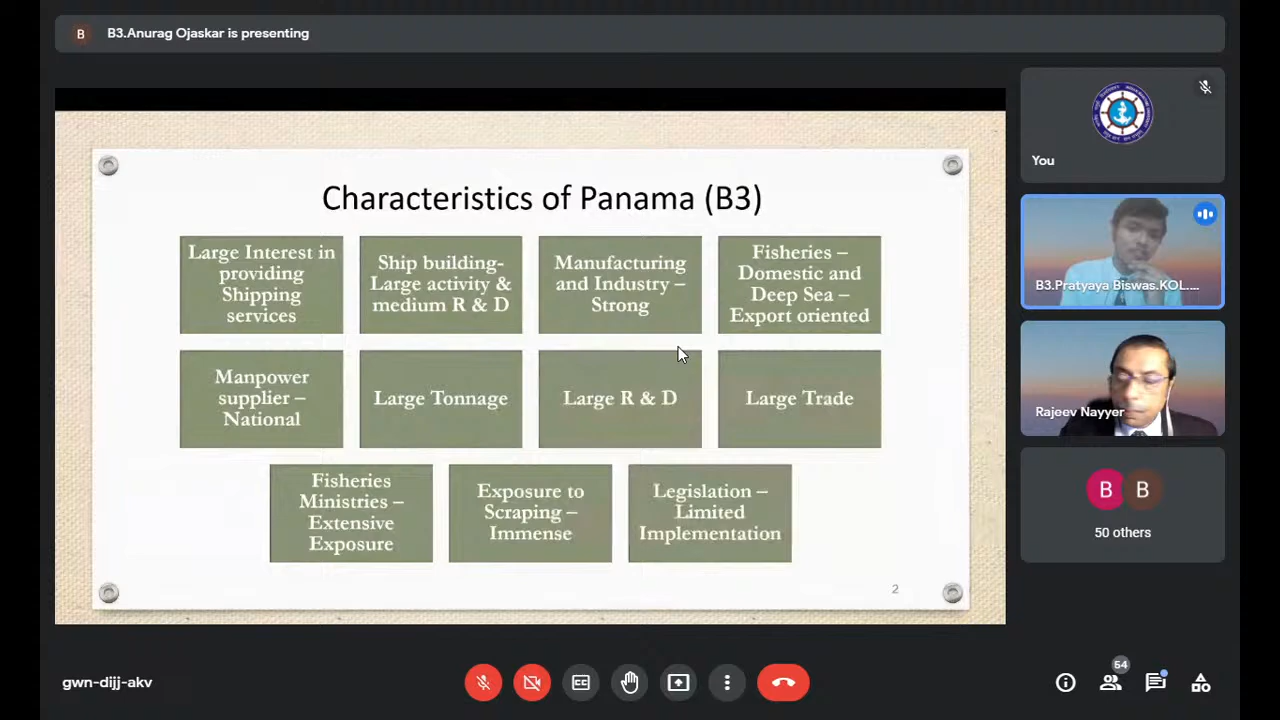 B
B3.Anurag Ojaskar is presenting
Characteristics of Panama (B3)
Large Interest in
providing
Shipping
services
Ship building-
Large activity &
medium R & D
Manufacturing
and Industry –
Strong
Fisheries –
Domestic and
Deep Sea –
Export oriented
Manpower
supplier –
National
Large Tonnage
Large R & D
Large Trade
Fisheries
Ministries –
Extensive
Exposure
Exposure to
Scraping –
Immense
Legislation –
Limited
Implementation
2
You
B3.Pratyaya Biswas.KOL....
Rajeev Nayyer
B
B
50 others
gwn-dijj-akv
CC
54